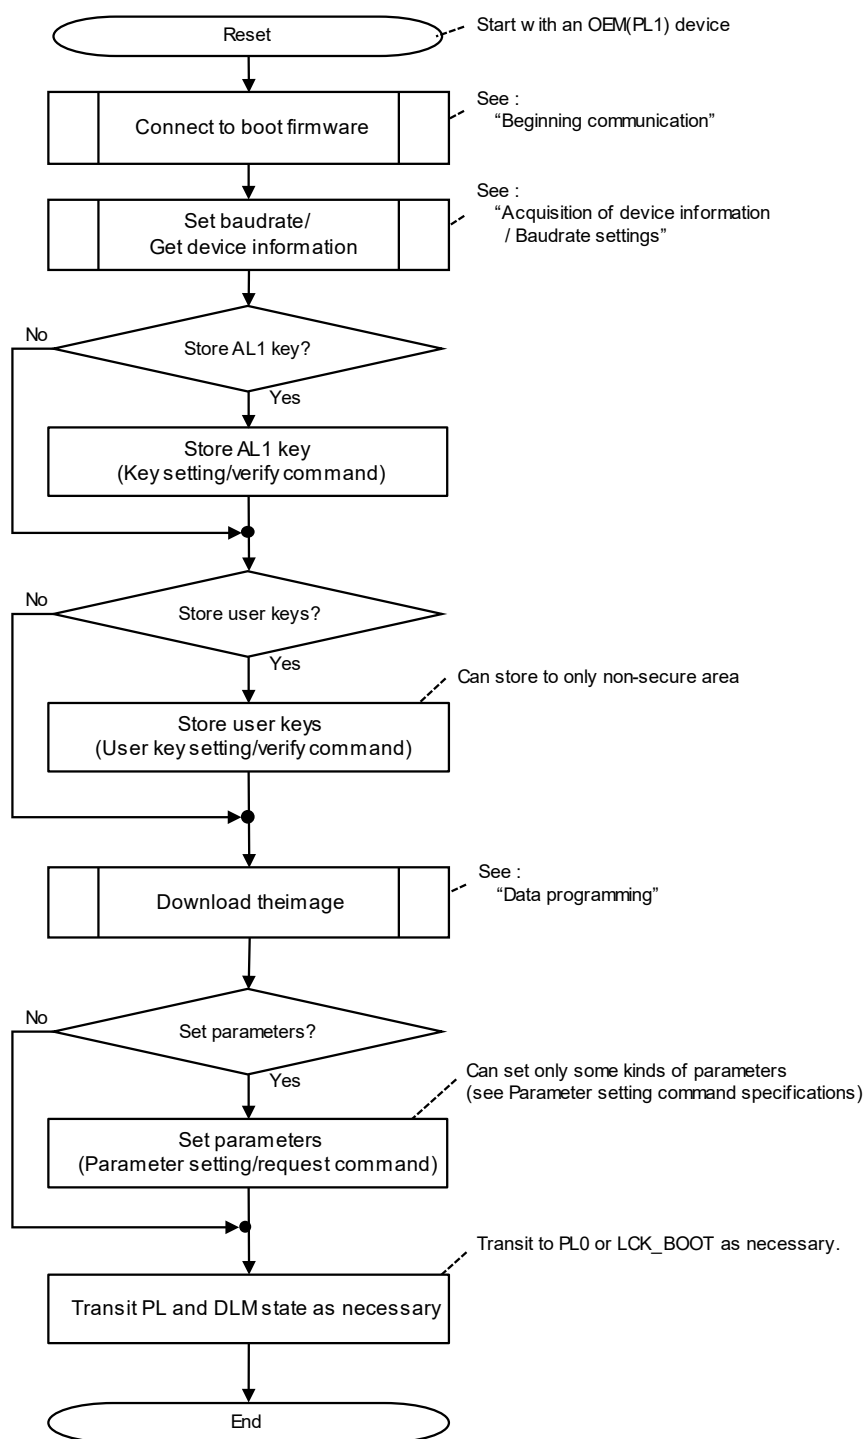 Reset
Start with an OEM(PL1) device
Connect to boot firmware
See :
“Beginning communication”
Set baudrate/
Get device information
See :
“Acquisition of device information
/ Baudrate settings”
Store AL1 key?
No
Yes
Store AL1 key
(Key setting/verify command)
Store user keys?
No
Yes
Can store to only non-secure area
Store user keys
(User key setting/verify command)
Download theimage
See :
“Data programming”
Set parameters?
No
Yes
Can set only some kinds of parameters
(see Parameter setting command specifications)
Set parameters
(Parameter setting/request command)
Transit to PL0 or LCK_BOOT as necessary.
Transit PL and DLM state as necessary
End